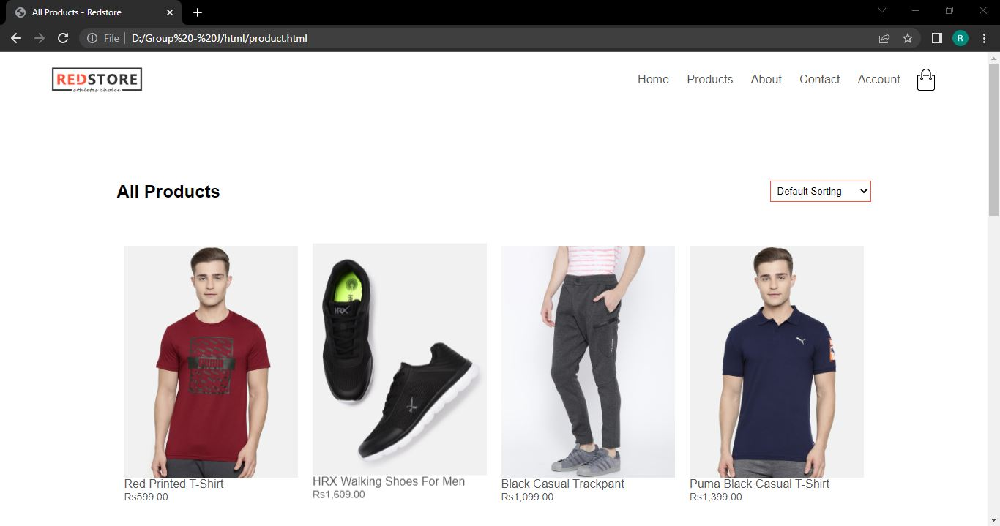 All Products - Redstore
File D:/Group%20-%20J/html/product.html
R
REDSTORE
athletes choice
Home Products About Contact Account
All Products
Default Sorting
HRX
Red Printed T-Shirt
Rs599.00
HRX Walking Shoes For Men
Rs1,609.00
Black Casual Trackpant
Rs1,099.00
Puma Black Casual T-Shirt
Rs1,399.00